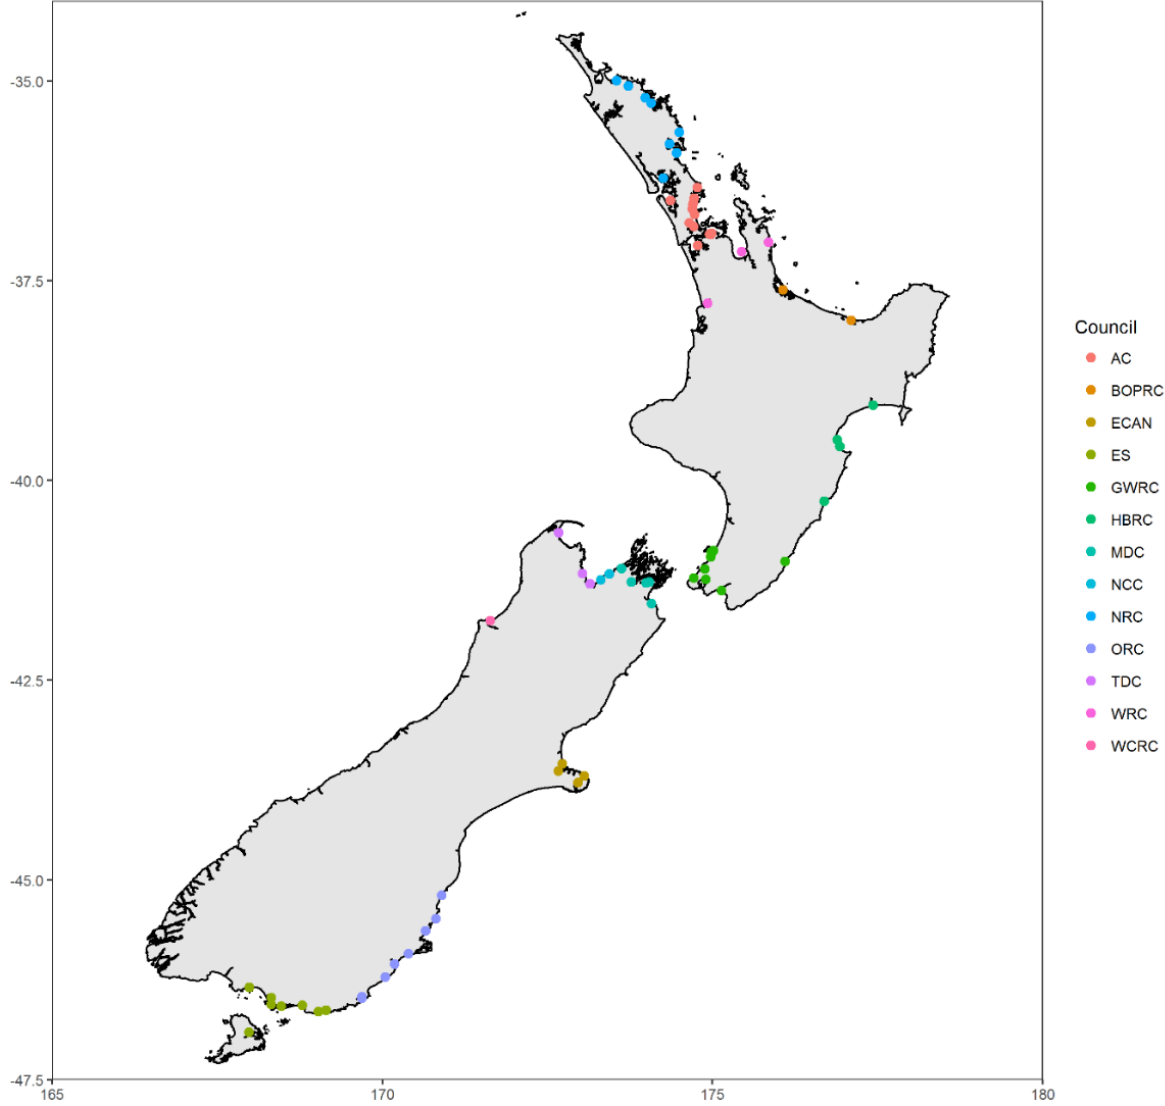 -35.0
-37.5
-40.0
-42.5
-45.0
-47.5
165 170 175 180
Council
AC
BOPRC
ECAN
ES
GWRC
HBRC
MDC
NCC
NRC
ORC
TDC
WRC
WCRC